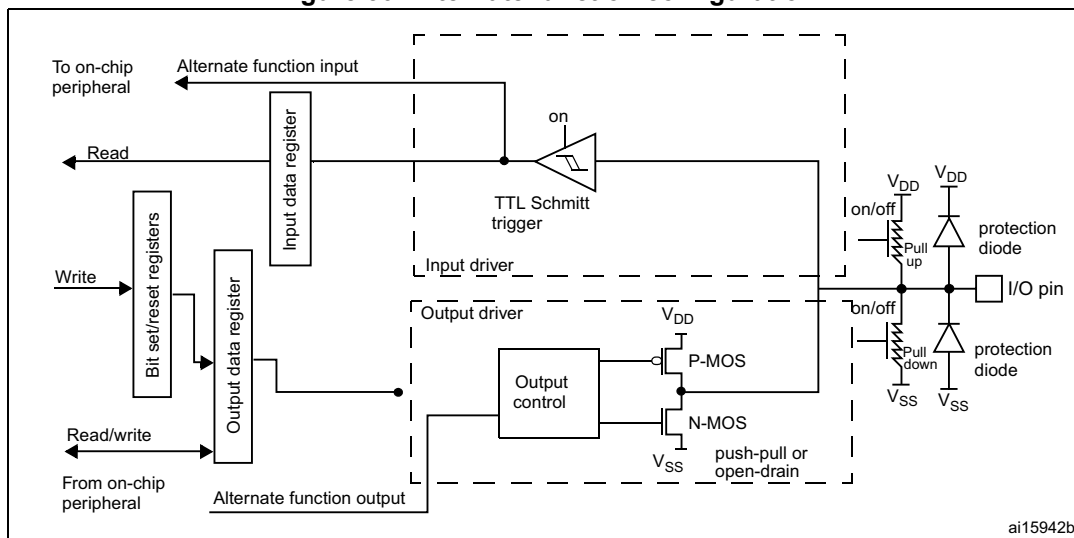 To on-chip
peripheral
Alternate function input
on
Read
Input data register
TTL Schmitt
trigger
Input driver
VDD
VDD
on/off
Pull
up
protection
diode
Write
Bit set/reset registers
Output data register
I/O pin
Output driver
VDD
on/off
P-MOS
Pull
down
protection
diode
Output
control
VSS
VSS
N-MOS
Read/write
VSS
push-pull or
open-drain
From on-chip
peripheral
Alternate function output
ai15942b